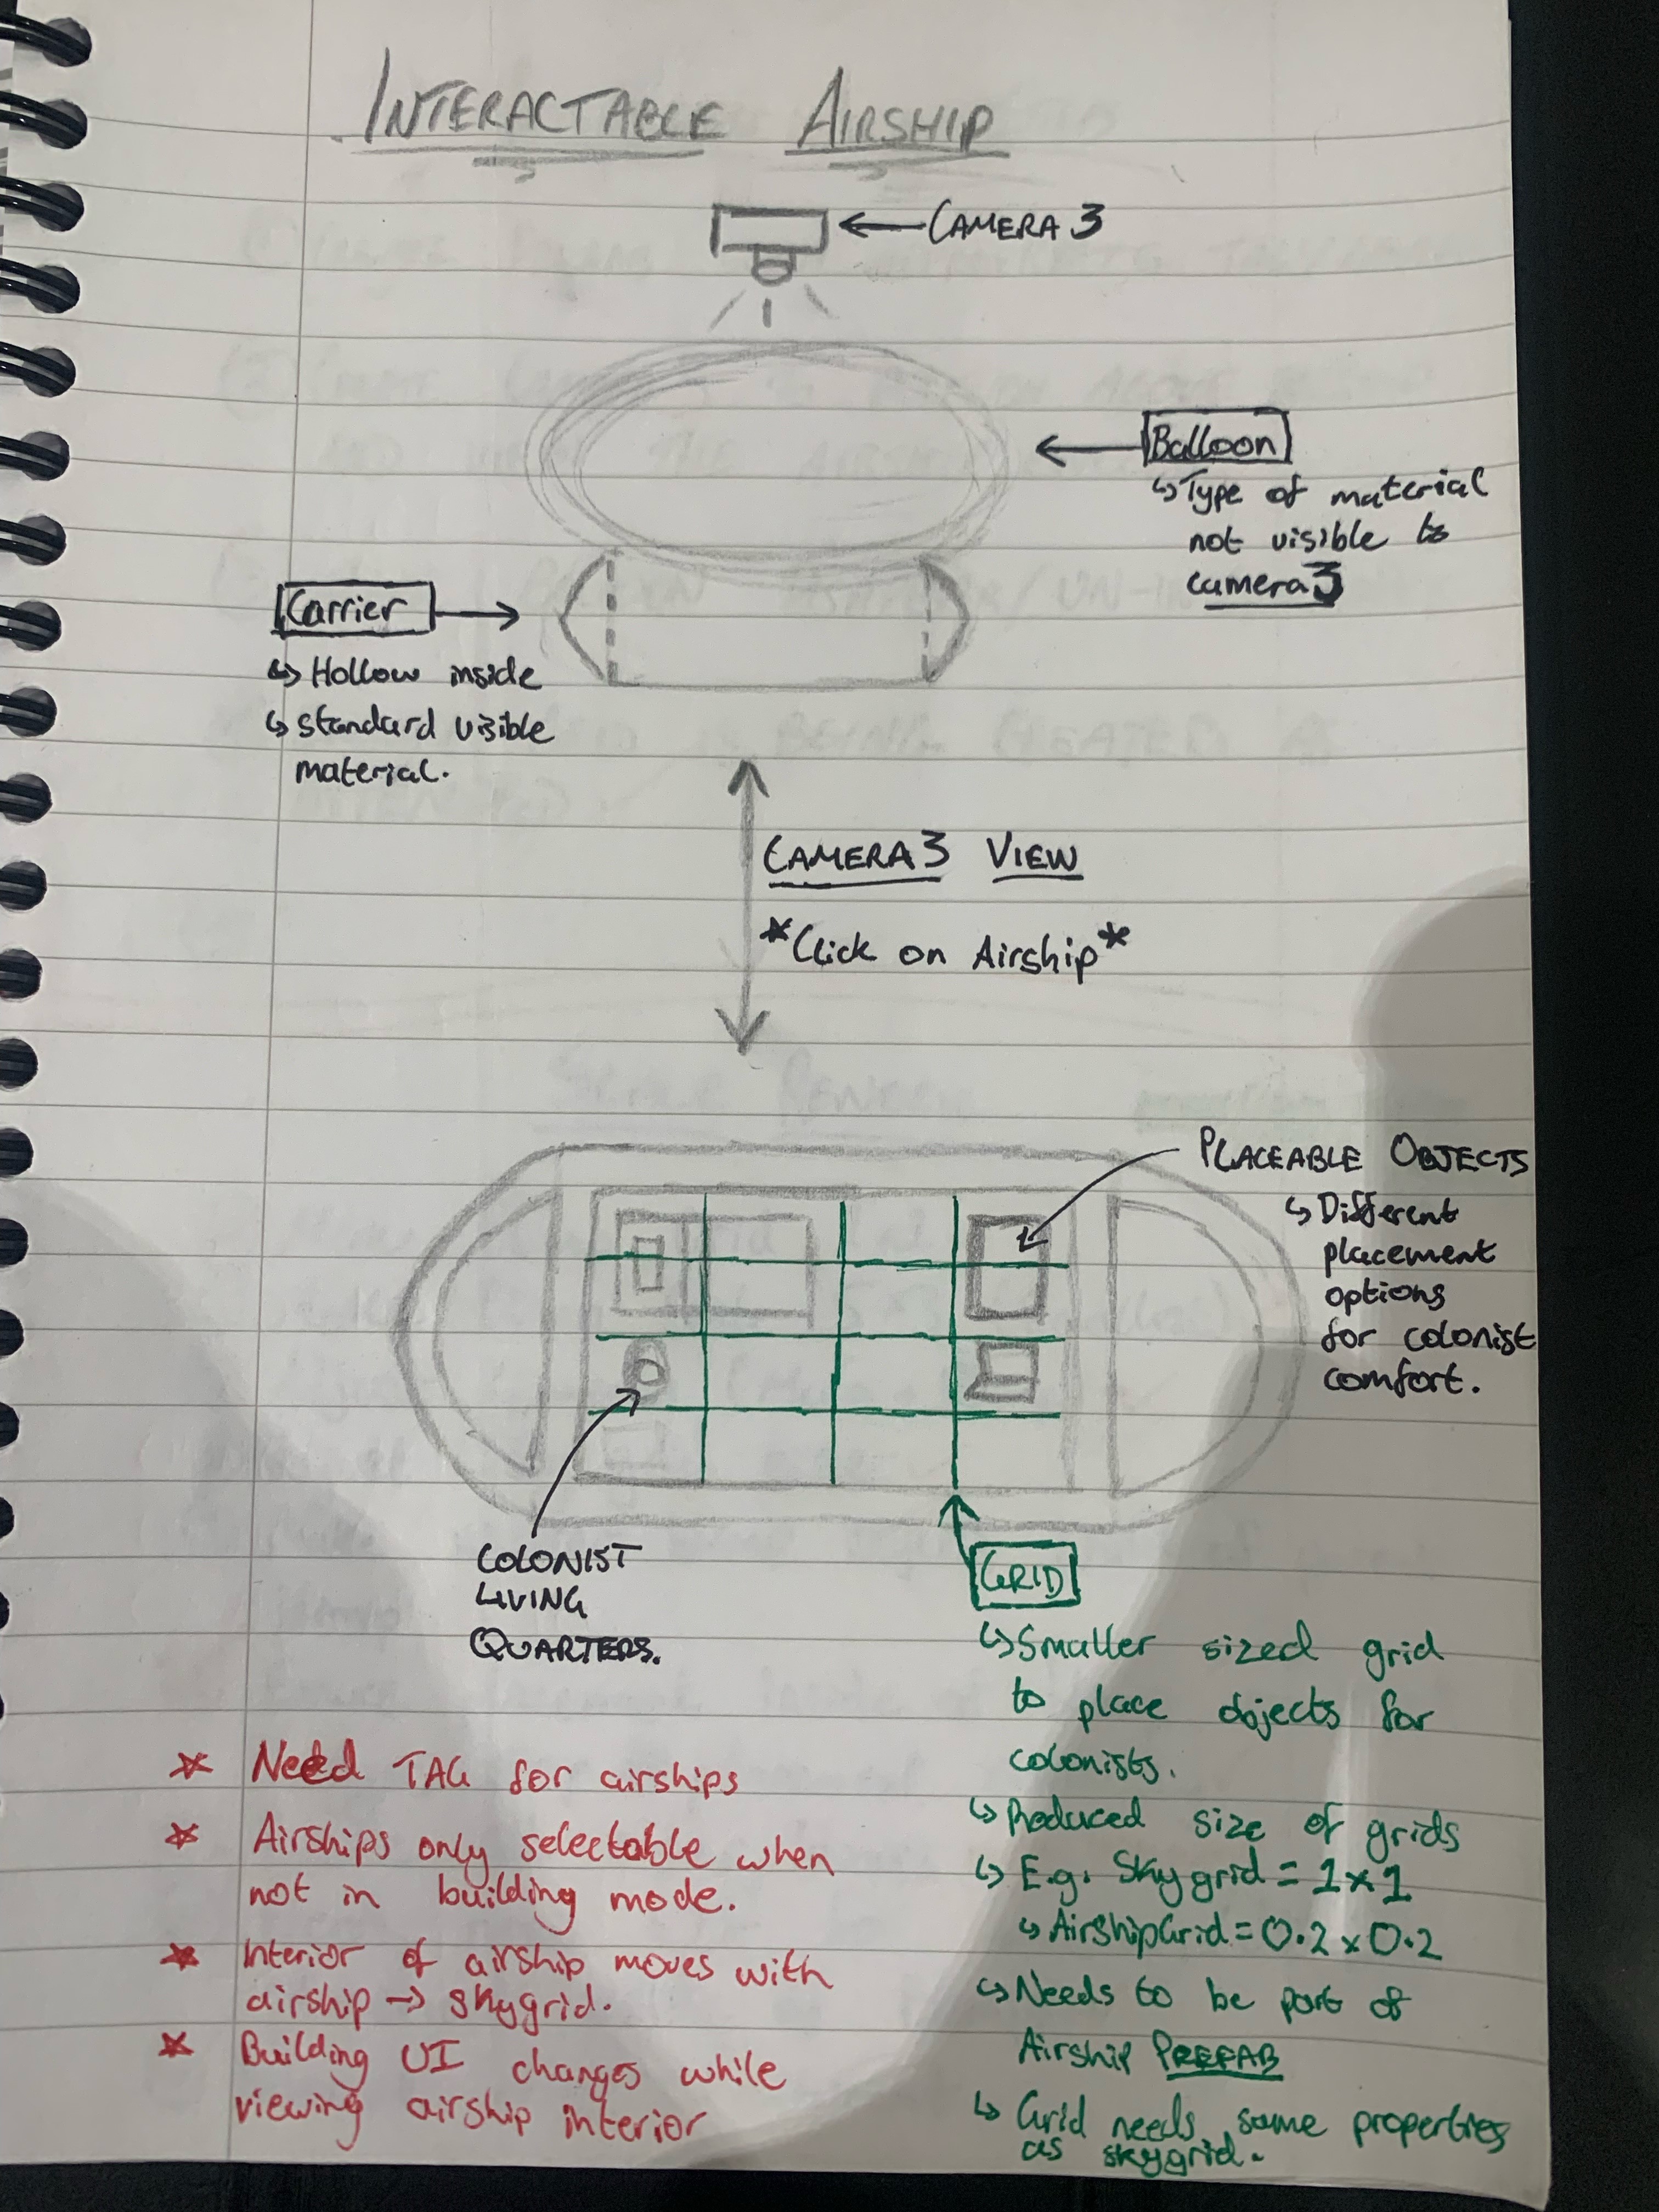 INTERACTABLE AIRSHIP
CAMERA 3
Balloon
↳ Type of material
not visible to
camera 3
Carrier
↳ Hollow inside
↳ standard visible
material.
CAMERA 3 VIEW
*Click on Airship*
PLACEABLE OBJECTS
↳ Different
placement
options
for colonist
comfort.
COLONIST
LIVING
QUARTERS.
GRID
↳ Smaller sized grid
to place objects for
colonists.
↳ Produced size of grids
↳ E.g. Skygrid = 1x1
↳ AirshipGrid = 0.2 x 0.2
↳ Needs to be part of
Airship PREFAB
↳ Grid needs same properties
as skygrid.
* Need TAG for airships
* Airships only selectable when
not in building mode.
* Interior of airship moves with
airship → skygrid.
* Building UI changes while
viewing airship interior